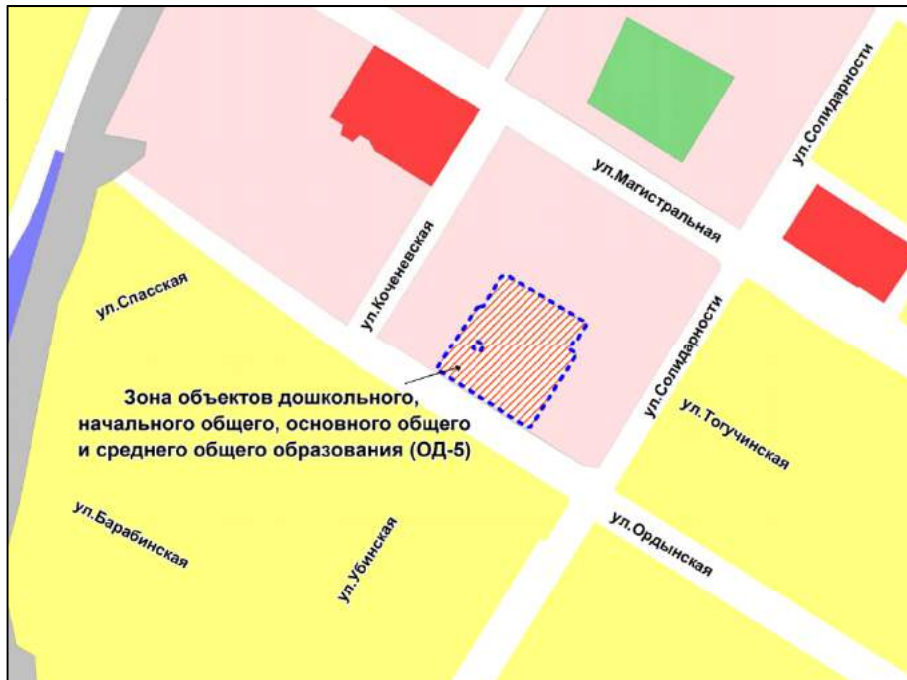 ул.Солидарности
ул.Магистральная
ул.Коченевская
ул.Спасская
ул.Солидарности
Зона объектов дошкольного,
начального общего, основного общего
и среднего общего образования (ОД-5)
ул.Тогучинская
ул.Барабинская
ул.Убинская
ул.Ордынская